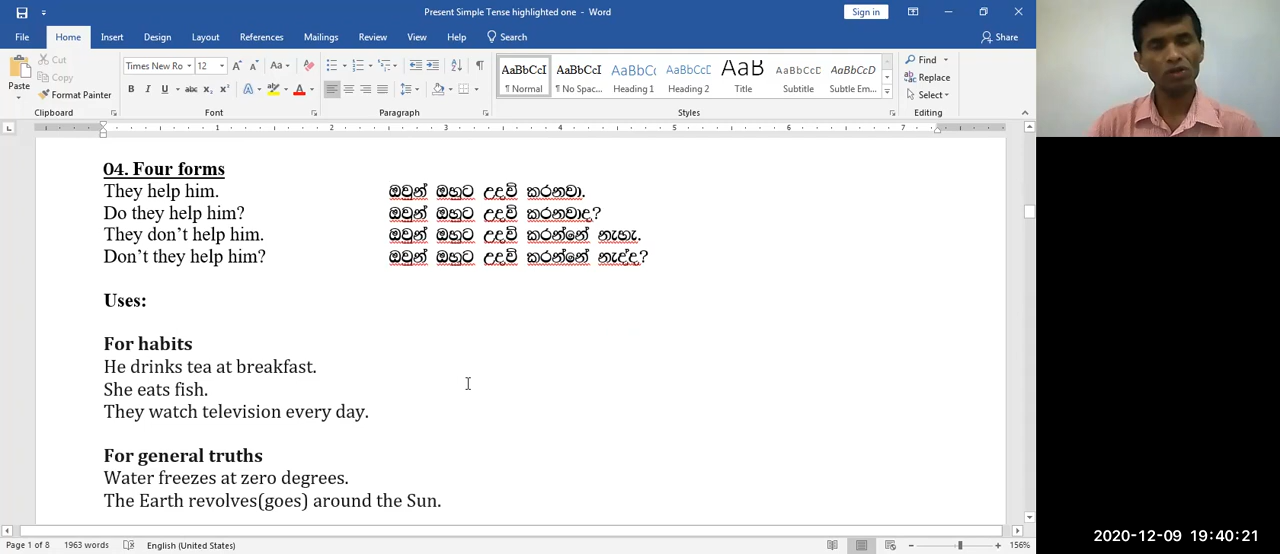 Present Simple Tense highlighted one - Word
Sign in
File Home Insert Design Layout References Mailings Review View Help Search Share
Cut
Copy
Paste
Format Painter
Clipboard
Times New Ro 12
Font
Paragraph
AaBbCcI AaBbCcI AaBbCc AaBbCcD AaB AaBbCcD AaBbCcD
¶ Normal ¶ No Spac... Heading 1 Heading 2 Title Subtitle Subtle Em...
Styles
Find
Replace
Select
Editing
1 2 3 4 5 6 7
04. Four forms
They help him. ඔවුන් ඔහුට උදව් කරනවා.
Do they help him? ඔවුන් ඔහුට උදව් කරනවාද?
They don’t help him. ඔවුන් ඔහුට උදව් කරන්නේ නැහැ.
Don’t they help him? ඔවුන් ඔහුට උදව් කරන්නේ නැද්ද?
Uses:
For habits
He drinks tea at breakfast.
She eats fish.
They watch television every day.
For general truths
Water freezes at zero degrees.
The Earth revolves(goes) around the Sun.
Page 1 of 8 1963 words English (United States) 156%
2020-12-09 19:40:21